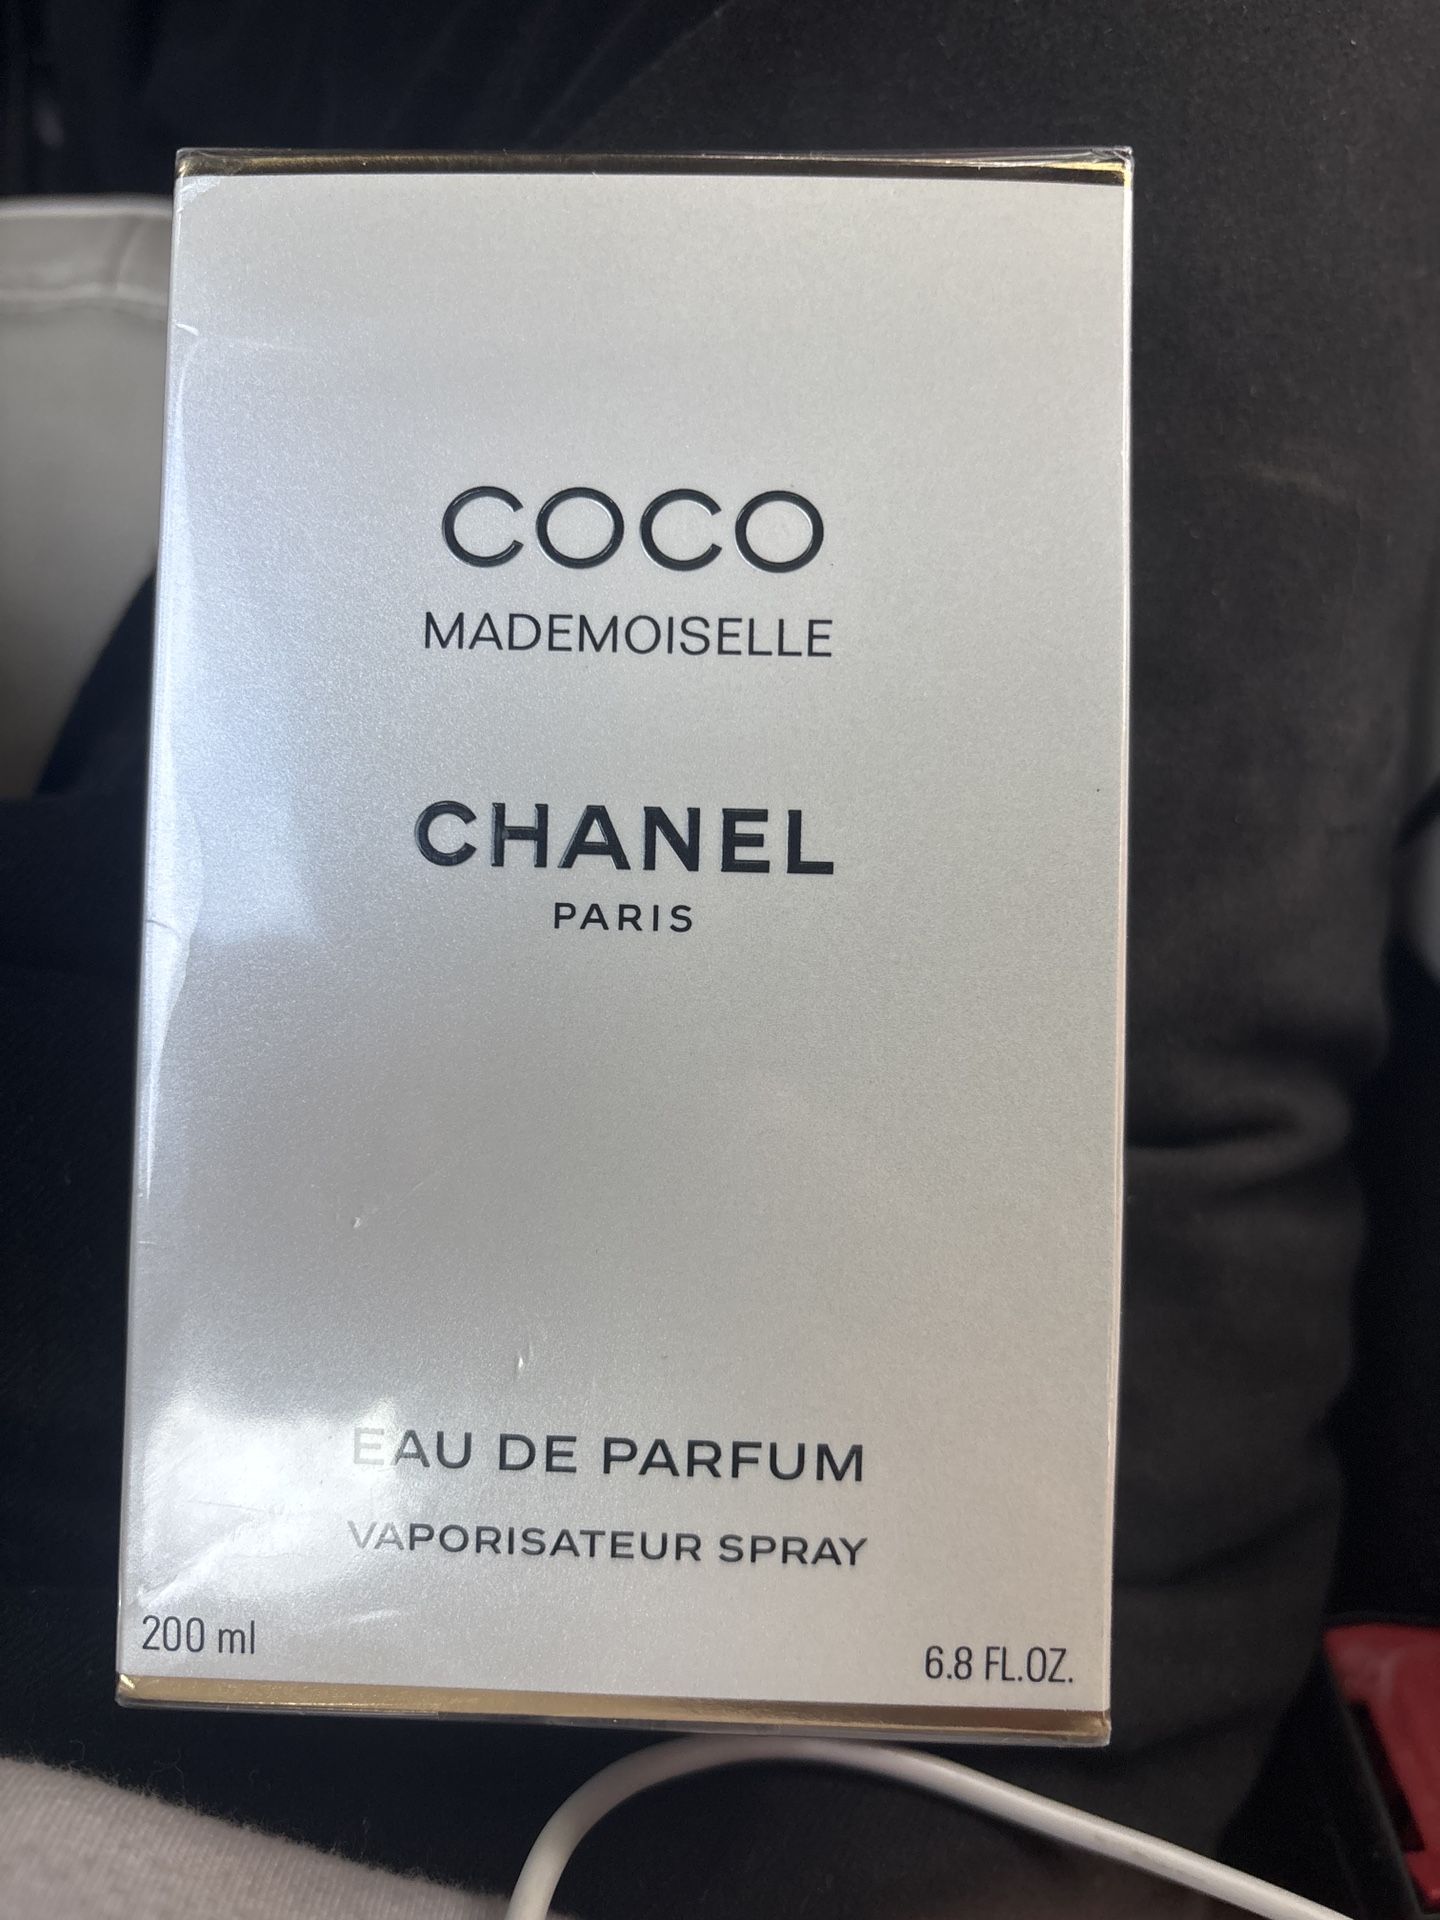 COCO
MADEMOISELLE
CHANEL
PARIS
EAU DE PARFUM
VAPORISATEUR SPRAY
200 ml
6.8 FL.OZ.